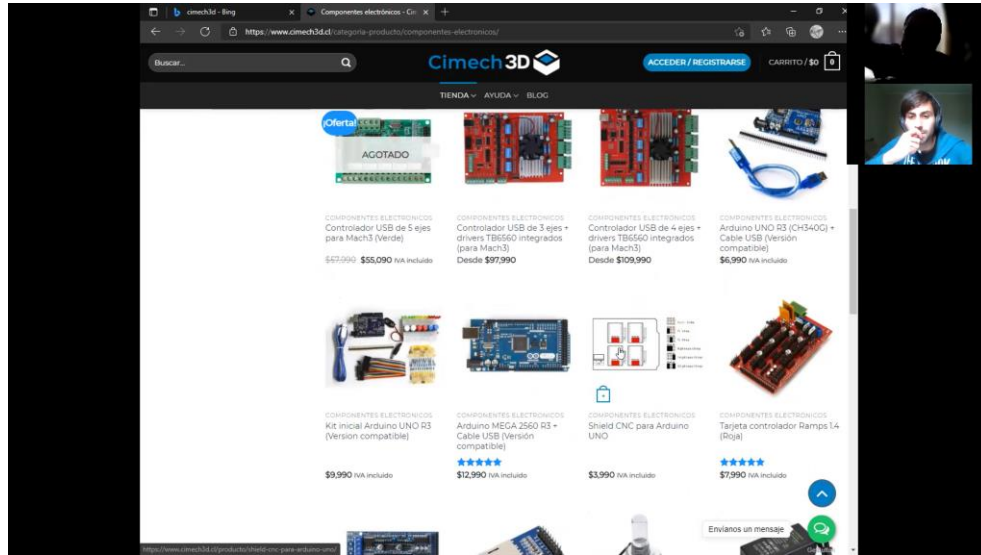 cimech3d - Bing
Componentes electrónicos - Cim
https://www.cimech3d.cl/categoria-producto/componentes-electronicos/
Buscar...
Cimech 3D
ACCEDER / REGISTRARSE
CARRITO / $0
0
TIENDA
AYUDA
BLOG
¡Oferta!
AGOTADO
COMPONENTES ELECTRONICOS
Controlador USB de 5 ejes
para Mach3 (Verde)
$57,990 $55,090 IVA incluido
COMPONENTES ELECTRONICOS
Controlador USB de 3 ejes +
drivers TB6560 integrados
(para Mach3)
Desde $97,990
COMPONENTES ELECTRONICOS
Controlador USB de 4 ejes +
drivers TB6560 integrados
(para Mach3)
Desde $109,990
COMPONENTES ELECTRONICOS
Arduino UNO R3 (CH340G) +
Cable USB (Versión
compatible)
$6,990 IVA incluido
COMPONENTES ELECTRONICOS
Kit inicial Arduino UNO R3
(Version compatible)
$9,990 IVA incluido
COMPONENTES ELECTRONICOS
Arduino MEGA 2560 R3 +
Cable USB (Versión
compatible)
$12,990 IVA incluido
COMPONENTES ELECTRONICOS
Shield CNC para Arduino
UNO
$3,990 IVA incluido
COMPONENTES ELECTRONICOS
Tarjeta controlador Ramps 1.4
(Roja)
$7,990 IVA incluido
Envianos un mensaje
https://www.cimech3d.cl/producto/shield-cnc-para-arduino-uno/